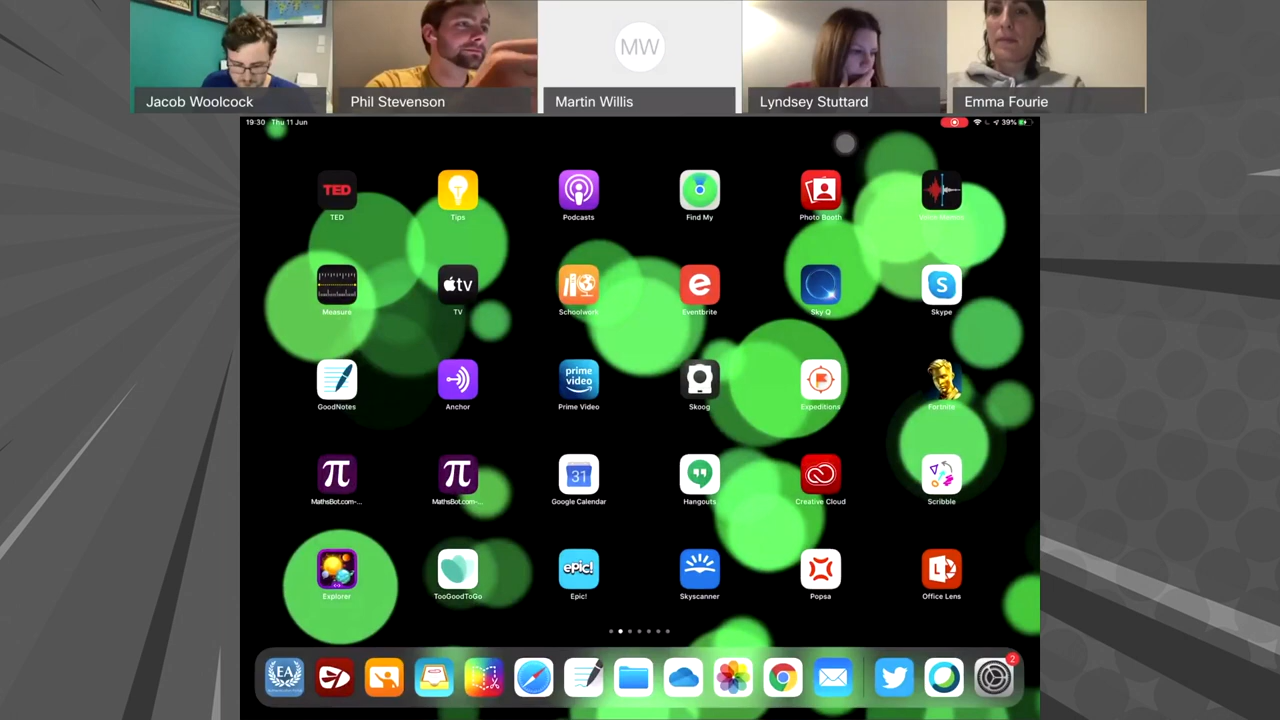 MW
Jacob Woolcock
Phil Stevenson
Martin Willis
Lyndsey Stuttard
Emma Fourie
19:30 Thu 11 Jun
39%
TED
TED
Tips
Podcasts
Find My
Photo Booth
tv
Measure
TV
Schoolwork
e
Eventbrite
Sky Q
S
Skype
GoodNotes
Anchor
prime video
Prime Video
Skoog
Expeditions
Fortnite
π
MathsBot.com-...
π
MathsBot.com-...
31
Google Calendar
Hangouts
Creative Cloud
Scribble
Explorer
TooGoodToGo
epic!
Epic!
Skyscanner
Popsa
L
Office Lens
EA
2